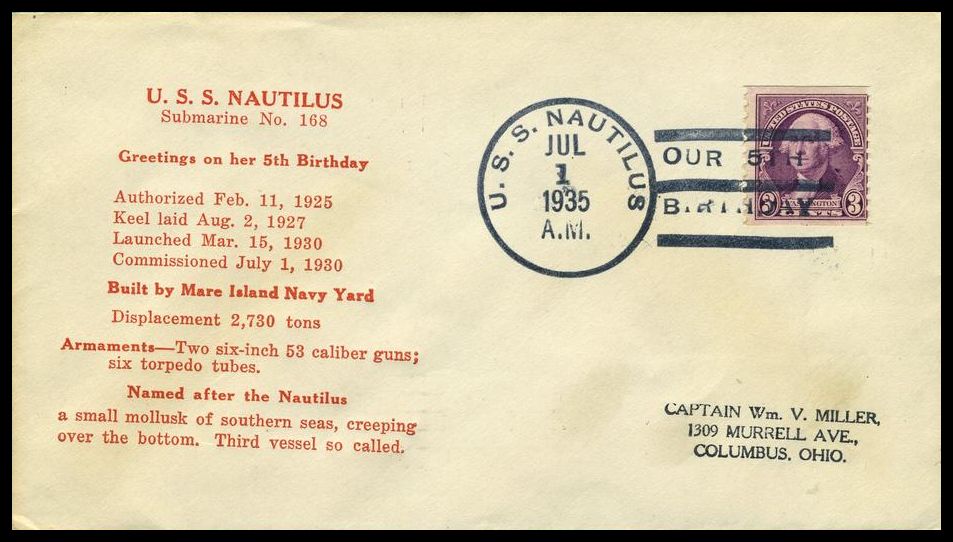 U. S. S. NAUTILUS
Submarine No. 168
Greetings on her 5th Birthday
Authorized Feb. 11, 1925
Keel laid Aug. 2, 1927
Launched Mar. 15, 1930
Commissioned July 1, 1930
Built by Mare Island Navy Yard
Displacement 2,730 tons
Armaments—Two six-inch 53 caliber guns;
six torpedo tubes.
Named after the Nautilus
a small mollusk of southern seas, creeping
over the bottom. Third vessel so called.
U. S. S. NAUTILUS
JUL
1
1935
A.M.
OUR 5TH
BIRTHDAY
UNITED STATES POSTAGE
WASHINGTON
3 CENTS 3
CAPTAIN Wm. V. MILLER,
1309 MURRELL AVE.,
COLUMBUS. OHIO.